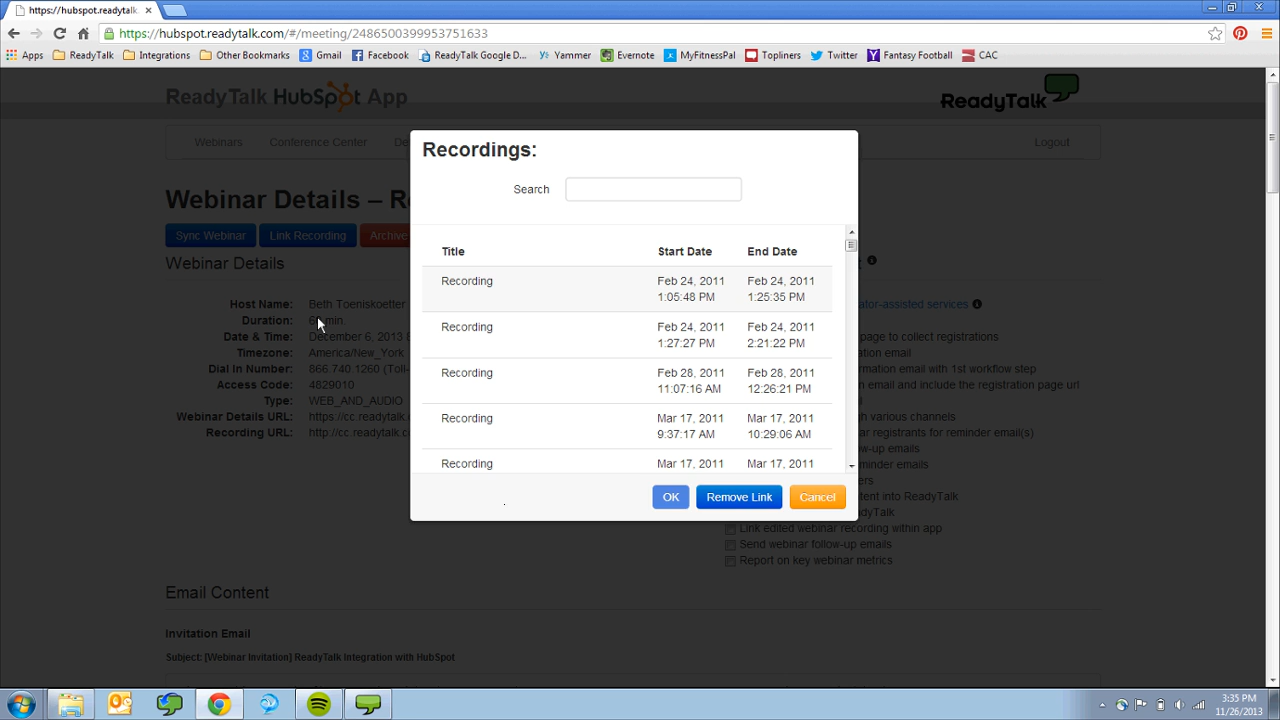 https://hubspot.readytalk
https://hubspot.readytalk.com/#/meeting/2486500399953751633
Apps ReadyTalk Integrations Other Bookmarks Gmail Facebook ReadyTalk Google D... Yammer Evernote MyFitnessPal Topliners Twitter Fantasy Football CAC
ReadyTalk HubSpot App
ReadyTalk
Webinars Conference Center De Logout
Webinar Details – R
Sync Webinar Link Recording Archive
Webinar Details
Host Name: Beth Toeniskoetter
Duration: min.
Date & Time: December 6, 2013 8
Timezone: America/New_York
Dial In Number: 866.740.1260 (Toll-
Access Code: 4829010
Type: WEB_AND_AUDIO
Webinar Details URL: https://cc.readytalk.c
Recording URL: http://cc.readytalk.co
Recordings:
Search
Title Start Date End Date
Recording Feb 24, 2011 1:05:48 PM Feb 24, 2011 1:25:35 PM
Recording Feb 24, 2011 1:27:27 PM Feb 24, 2011 2:21:22 PM
Recording Feb 28, 2011 11:07:16 AM Feb 28, 2011 12:26:21 PM
Recording Mar 17, 2011 9:37:17 AM Mar 17, 2011 10:29:06 AM
Recording Mar 17, 2011 Mar 17, 2011
OK Remove Link Cancel
ator-assisted services
page to collect registrations
ation email
rmation email with 1st workflow step
n email and include the registration page url
h various channels
ar registrants for reminder email(s)
ow-up emails
minder emails
ers
tent into ReadyTalk
dyTalk
Link edited webinar recording within app
Send webinar follow-up emails
Report on key webinar metrics
Email Content
Invitation Email
Subject: [Webinar Invitation] ReadyTalk Integration with HubSpot
3:35 PM
11/26/2013